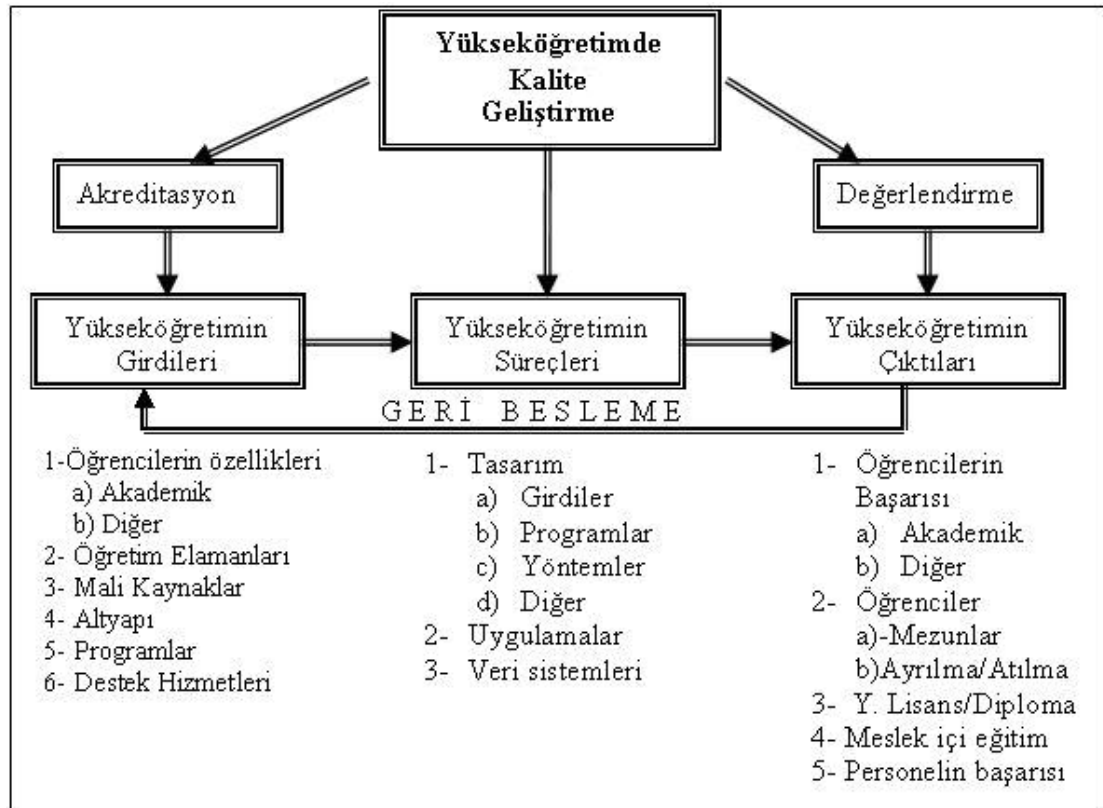 Yükseköğretimde
Kalite
Geliştirme
Akreditasyon
Değerlendirme
Yükseköğretimin
Girdileri
Yükseköğretimin
Süreçleri
Yükseköğretimin
Çıktıları
GERİ BESLEME
1-Öğrencilerin özellikleri
a) Akademik
b) Diğer
2- Öğretim Elamanları
3- Mali Kaynaklar
4- Altyapı
5- Programlar
6- Destek Hizmetleri
1- Tasarım
a) Girdiler
b) Programlar
c) Yöntemler
d) Diğer
2- Uygulamalar
3- Veri sistemleri
1- Öğrencilerin
Başarısı
a) Akademik
b) Diğer
2- Öğrenciler
a)-Mezunlar
b)Ayrılma/Atılma
3- Y. Lisans/Diploma
4- Meslek içi eğitim
5- Personelin başarısı